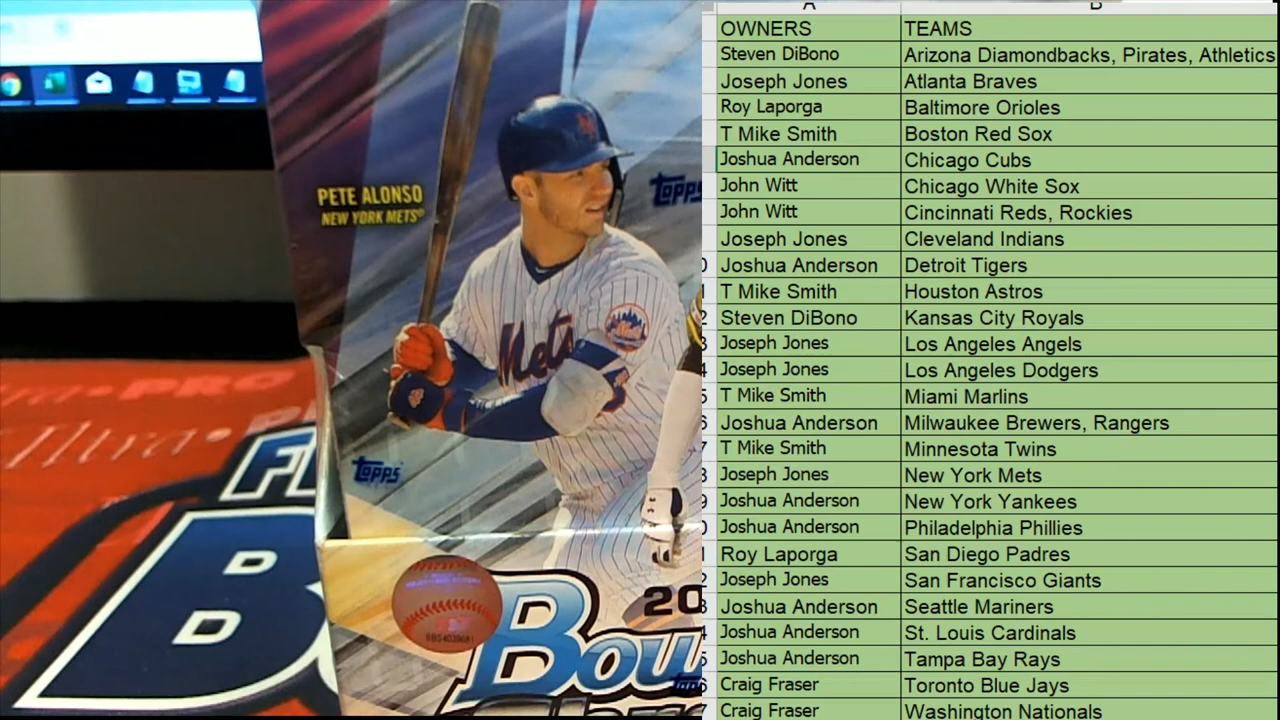 PETE ALONSO
NEW YORK METS
TOPPS
Mets
TOPPS
20
Bow
topps
PRO
Ultra
B
A
B
OWNERS TEAMS
Steven DiBono Arizona Diamondbacks, Pirates, Athletics
Joseph Jones Atlanta Braves
Roy Laporga Baltimore Orioles
T Mike Smith Boston Red Sox
Joshua Anderson Chicago Cubs
John Witt Chicago White Sox
John Witt Cincinnati Reds, Rockies
Joseph Jones Cleveland Indians
Joshua Anderson Detroit Tigers
T Mike Smith Houston Astros
Steven DiBono Kansas City Royals
Joseph Jones Los Angeles Angels
Joseph Jones Los Angeles Dodgers
T Mike Smith Miami Marlins
Joshua Anderson Milwaukee Brewers, Rangers
T Mike Smith Minnesota Twins
Joseph Jones New York Mets
Joshua Anderson New York Yankees
Joshua Anderson Philadelphia Phillies
Roy Laporga San Diego Padres
Joseph Jones San Francisco Giants
Joshua Anderson Seattle Mariners
Joshua Anderson St. Louis Cardinals
Joshua Anderson Tampa Bay Rays
Craig Fraser Toronto Blue Jays
Craig Fraser Washington Nationals